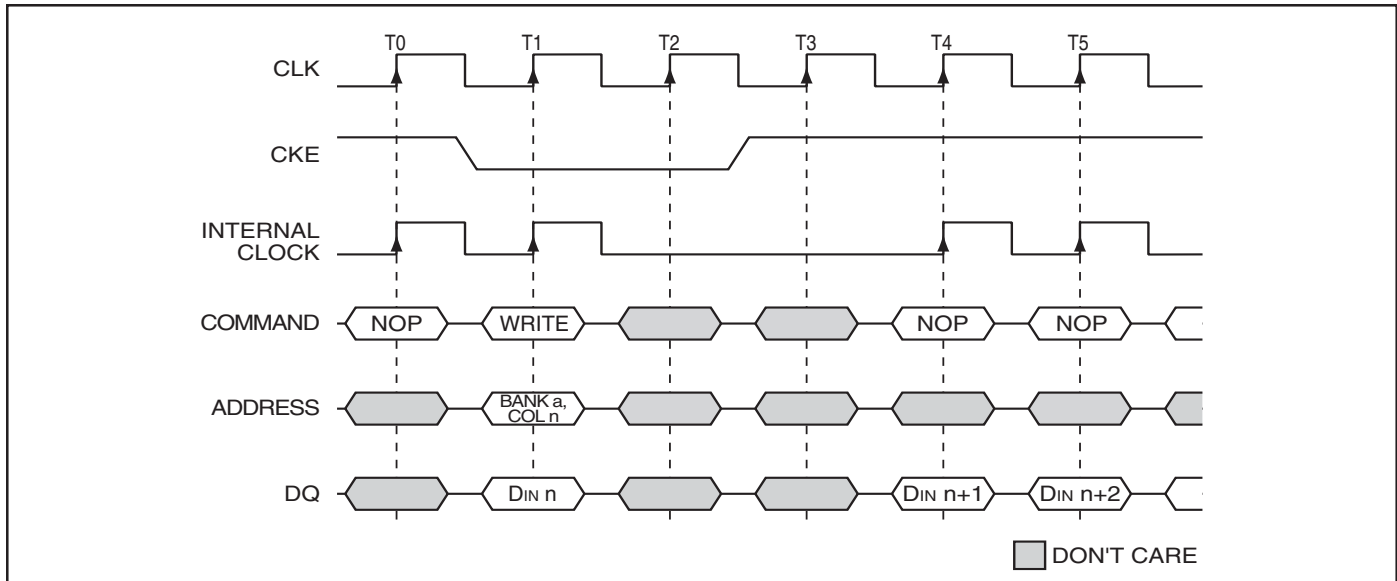 T0 T1 T2 T3 T4 T5
CLK
CKE
INTERNAL
CLOCK
COMMAND NOP WRITE NOP NOP
ADDRESS BANK a,
COL n
DQ DIN n DIN n+1 DIN n+2
DON'T CARE